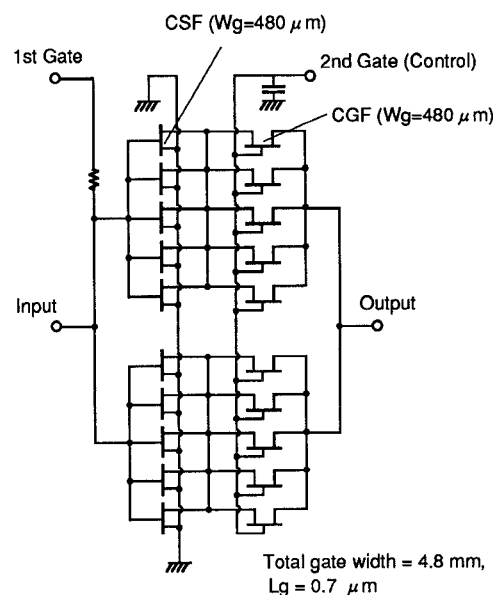 CSF (Wg=480 μm)
1st Gate
2nd Gate (Control)
CGF (Wg=480 μm)
Input
Output
Total gate width = 4.8 mm,
Lg = 0.7 μm